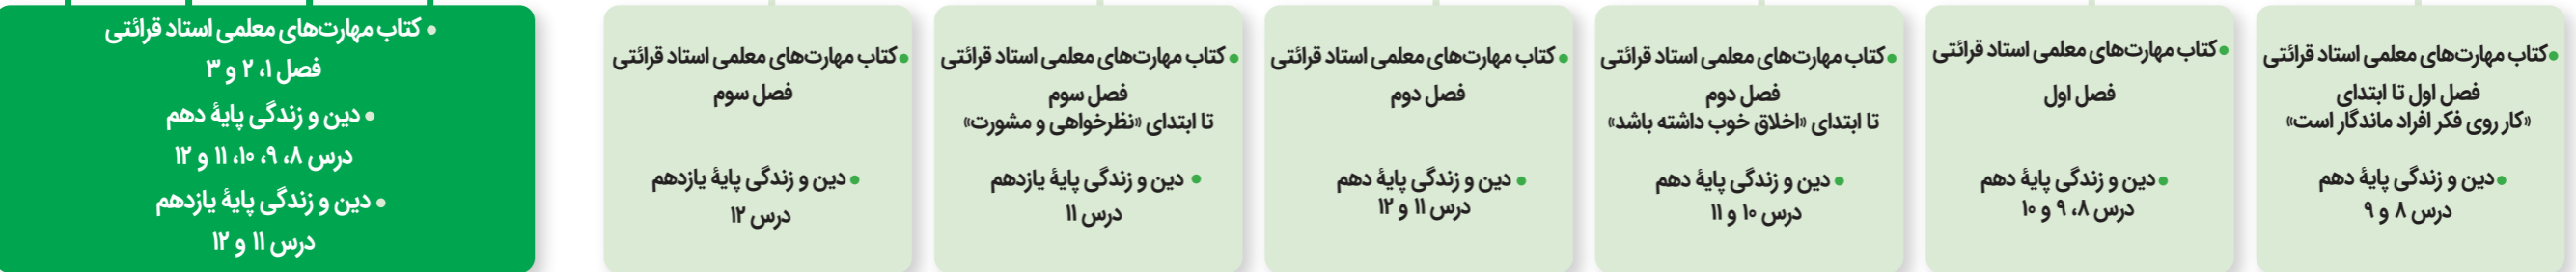 • کتاب مهارت‌های معلمی استاد قرائتی
فصل اول تا ابتدای
«کار روی فکر افراد ماندگار است»
• دین و زندگی پایهٔ دهم
درس ۸ و ۹
• کتاب مهارت‌های معلمی استاد قرائتی
فصل اول
• دین و زندگی پایهٔ دهم
درس ۸، ۹ و ۱۰
• کتاب مهارت‌های معلمی استاد قرائتی
فصل دوم
تا ابتدای «اخلاق خوب داشته باشد»
• دین و زندگی پایهٔ دهم
درس ۱۰ و ۱۱
• کتاب مهارت‌های معلمی استاد قرائتی
فصل دوم
• دین و زندگی پایهٔ دهم
درس ۱۱ و ۱۲
• کتاب مهارت‌های معلمی استاد قرائتی
فصل سوم
تا ابتدای «نظرخواهی و مشورت»
• دین و زندگی پایهٔ یازدهم
درس ۱۱
• کتاب مهارت‌های معلمی استاد قرائتی
فصل سوم
• دین و زندگی پایهٔ یازدهم
درس ۱۲
• کتاب مهارت‌های معلمی استاد قرائتی
فصل ۱، ۲ و ۳
• دین و زندگی پایهٔ دهم
درس ۸، ۹، ۱۰، ۱۱ و ۱۲
• دین و زندگی پایهٔ یازدهم
درس ۱۱ و ۱۲